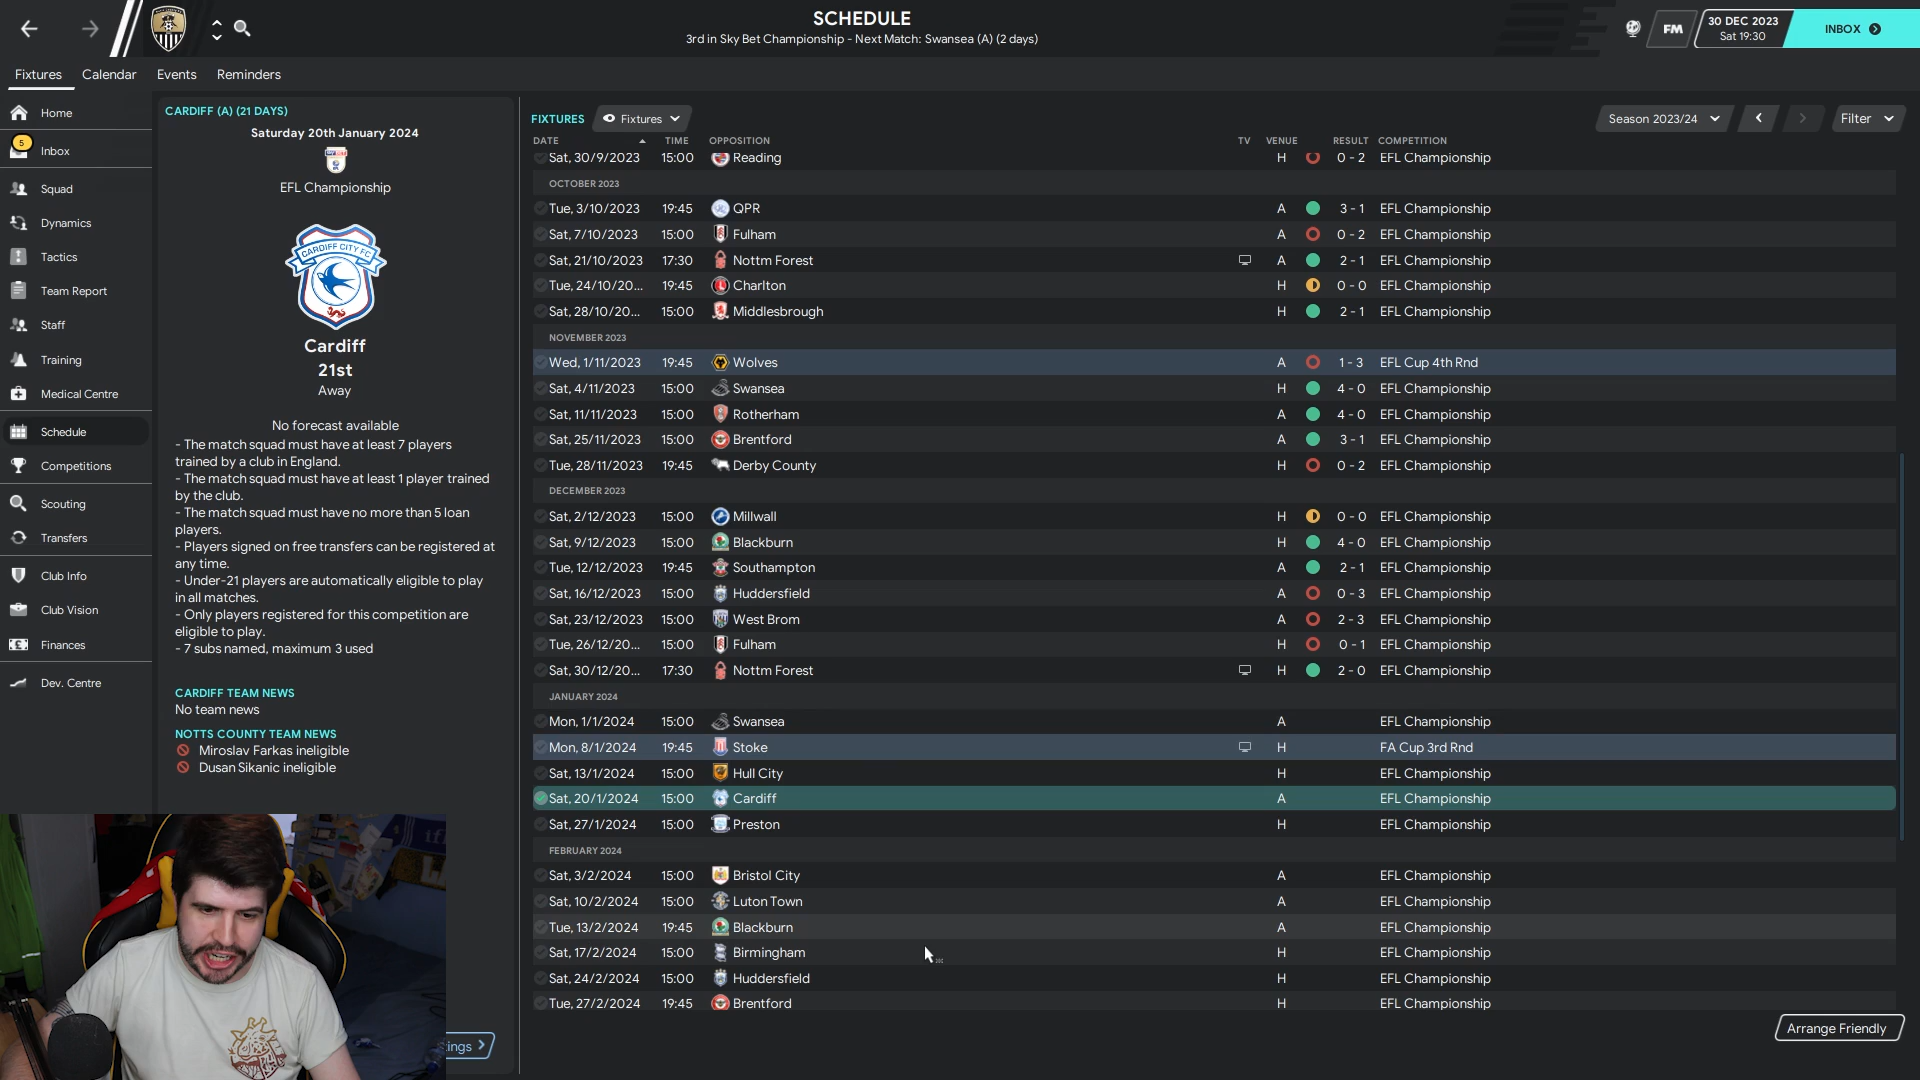 SCHEDULE
3rd in Sky Bet Championship - Next Match: Swansea (A) (2 days)
FM
30 DEC 2023
Sat 19:30
INBOX
Fixtures
Calendar
Events
Reminders
Home
5
Inbox
Squad
Dynamics
Tactics
Team Report
Staff
Training
Medical Centre
Schedule
Competitions
Scouting
Transfers
Club Info
Club Vision
Finances
Dev. Centre
CARDIFF (A) (21 DAYS)
Saturday 20th January 2024
EFL Championship
CARDIFF CITY FC
Cardiff
21st
Away
No forecast available
- The match squad must have at least 7 players
trained by a club in England.
- The match squad must have at least 1 player trained
by the club.
- The match squad must have no more than 5 loan
players.
- Players signed on free transfers can be registered at
any time.
- Under-21 players are automatically eligible to play
in all matches.
- Only players registered for this competition are
eligible to play.
- 7 subs named, maximum 3 used
CARDIFF TEAM NEWS
No team news
NOTTS COUNTY TEAM NEWS
Miroslav Farkas ineligible
Dusan Sikanic ineligible
ings
FIXTURES
Fixtures
Season 2023/24
Filter
DATE TIME OPPOSITION TV VENUE RESULT COMPETITION
Sat, 30/9/2023 15:00 Reading H 0 - 2 EFL Championship
OCTOBER 2023
Tue, 3/10/2023 19:45 QPR A 3 - 1 EFL Championship
Sat, 7/10/2023 15:00 Fulham A 0 - 2 EFL Championship
Sat, 21/10/2023 17:30 Nottm Forest A 2 - 1 EFL Championship
Tue, 24/10/20... 19:45 Charlton H 0 - 0 EFL Championship
Sat, 28/10/20... 15:00 Middlesbrough H 2 - 1 EFL Championship
NOVEMBER 2023
Wed, 1/11/2023 19:45 Wolves A 1 - 3 EFL Cup 4th Rnd
Sat, 4/11/2023 15:00 Swansea H 4 - 0 EFL Championship
Sat, 11/11/2023 15:00 Rotherham A 4 - 0 EFL Championship
Sat, 25/11/2023 15:00 Brentford A 3 - 1 EFL Championship
Tue, 28/11/2023 19:45 Derby County H 0 - 2 EFL Championship
DECEMBER 2023
Sat, 2/12/2023 15:00 Millwall H 0 - 0 EFL Championship
Sat, 9/12/2023 15:00 Blackburn H 4 - 0 EFL Championship
Tue, 12/12/2023 19:45 Southampton A 2 - 1 EFL Championship
Sat, 16/12/2023 15:00 Huddersfield A 0 - 3 EFL Championship
Sat, 23/12/2023 15:00 West Brom A 2 - 3 EFL Championship
Tue, 26/12/20... 15:00 Fulham H 0 - 1 EFL Championship
Sat, 30/12/20... 17:30 Nottm Forest H 2 - 0 EFL Championship
JANUARY 2024
Mon, 1/1/2024 15:00 Swansea A EFL Championship
Mon, 8/1/2024 19:45 Stoke H FA Cup 3rd Rnd
Sat, 13/1/2024 15:00 Hull City H EFL Championship
Sat, 20/1/2024 15:00 Cardiff A EFL Championship
Sat, 27/1/2024 15:00 Preston H EFL Championship
FEBRUARY 2024
Sat, 3/2/2024 15:00 Bristol City A EFL Championship
Sat, 10/2/2024 15:00 Luton Town A EFL Championship
Tue, 13/2/2024 19:45 Blackburn A EFL Championship
Sat, 17/2/2024 15:00 Birmingham H EFL Championship
Sat, 24/2/2024 15:00 Huddersfield H EFL Championship
Tue, 27/2/2024 19:45 Brentford H EFL Championship
Arrange Friendly